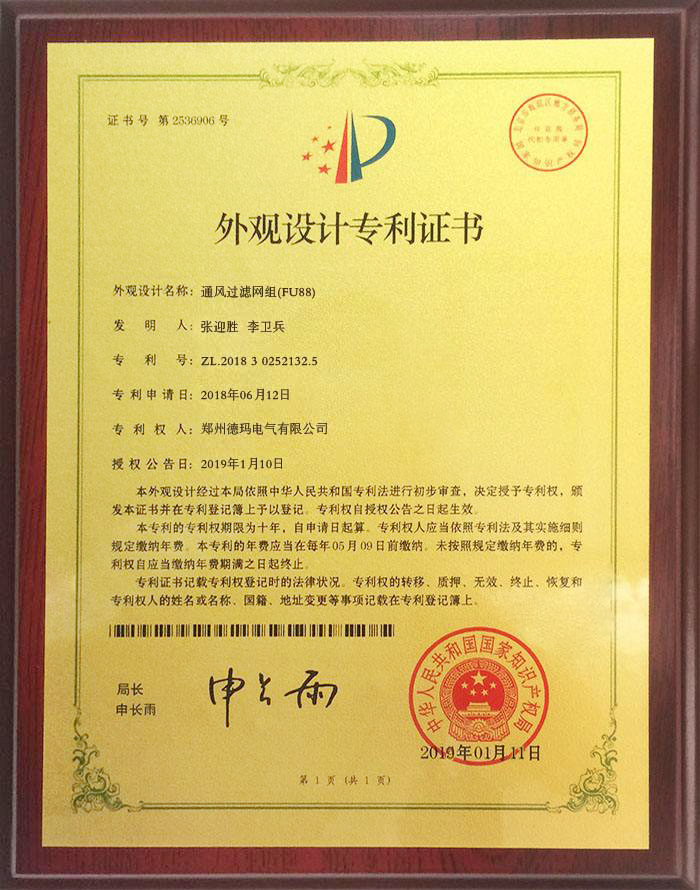 证书号 第2536906号
外观设计专利证书
外观设计名称：通风过滤网组(FU88)
发明人：张迎胜 李卫兵
专利号：ZL.2018 3 0252132.5
专利申请日：2018年06月12日
专利权人：郑州德玛电气有限公司
授权公告日：2019年1月10日
本外观设计经过本局依照中华人民共和国专利法进行初步审查，决定授予专利权，颁
发本证书并在专利登记簿上予以登记。专利权自授权公告之日起生效。
本专利的专利权期限为十年，自申请日起算。专利权人应当依照专利法及其实施细则
规定缴纳年费。本专利的年费应当在每年05月09日前缴纳。未按照规定缴纳年费的，专
利权自应当缴纳年费期满之日起终止。
专利证书记载专利权登记时的法律状况。专利权的转移、质押、无效、终止、恢复和
专利权人的姓名或名称、国籍、地址变更等事项记载在专利登记簿上。
局长
申长雨
申长雨
中华人民共和国国家知识产权局
2019年01月11日
第1页 (共1页)